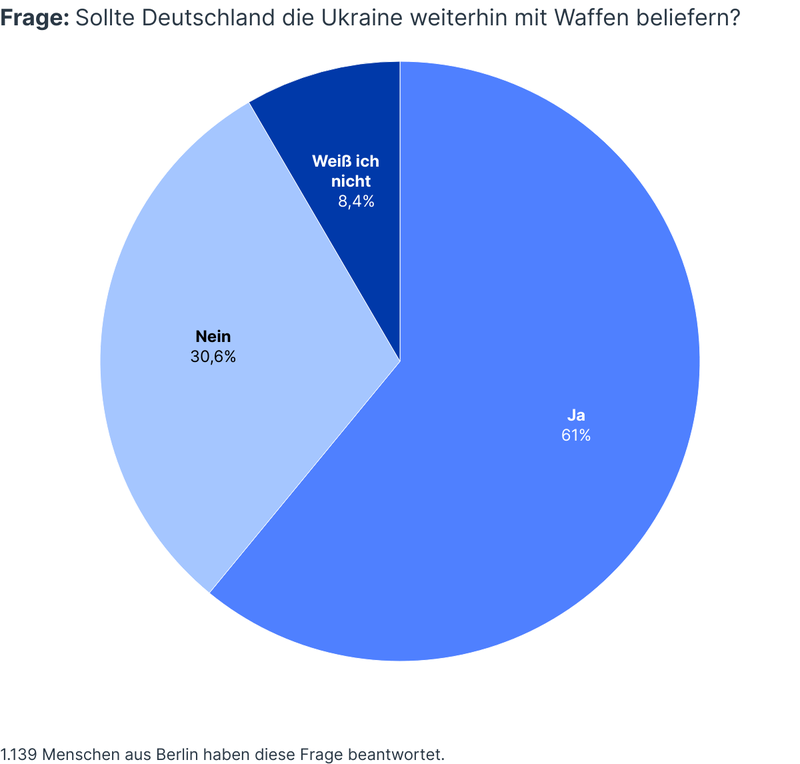 Frage: Sollte Deutschland die Ukraine weiterhin mit Waffen beliefern?
Weiß ich
nicht
8,4%
Nein
30,6%
Ja
61%
1.139 Menschen aus Berlin haben diese Frage beantwortet.